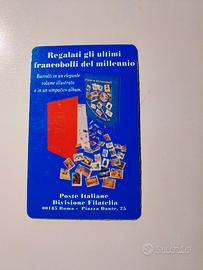 Regalati gli ultimi
francobolli del millennio
Raccolti in un elegante
volume illustrato
e in un simpatico album.
Poste Italiane
Divisione Filatelia
00185 Roma - Piazza Dante, 25
subito